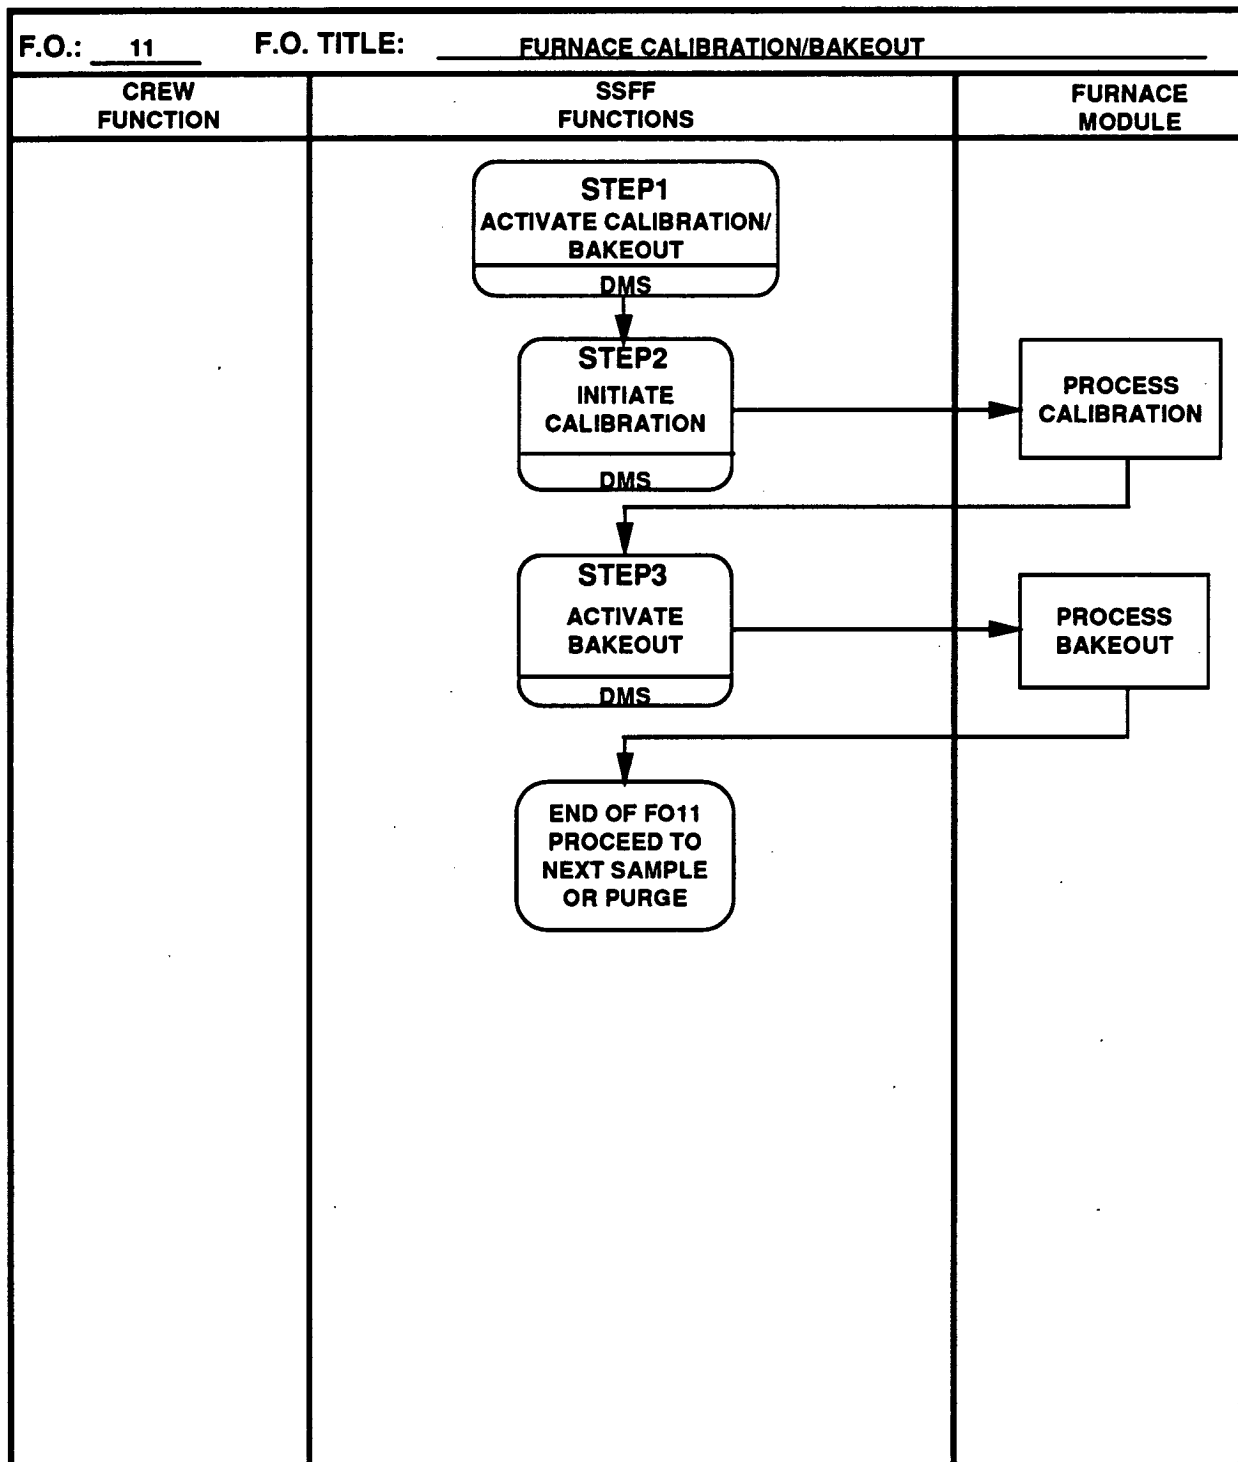 F.O.: 11 F.O. TITLE: FURNACE CALIBRATION/BAKEOUT
CREW
FUNCTION
SSFF
FUNCTIONS
FURNACE
MODULE
STEP1
ACTIVATE CALIBRATION/
BAKEOUT
DMS
STEP2
INITIATE
CALIBRATION
DMS
PROCESS
CALIBRATION
STEP3
ACTIVATE
BAKEOUT
DMS
PROCESS
BAKEOUT
END OF FO11
PROCEED TO
NEXT SAMPLE
OR PURGE